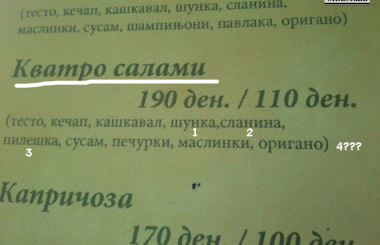 (тесто, кечап, кашкавал, шунка, сланина,
маслинки, сусам, шампињони, павлака, оригано)
Кватро салами
190 ден. / 110 ден.
(тесто, кечап, кашкавал, шунка,сланина,
1 2
пилешка, сусам, печурки, маслинки, оригано) 4???
3
Капричоза
170 ден. / 100 ден.